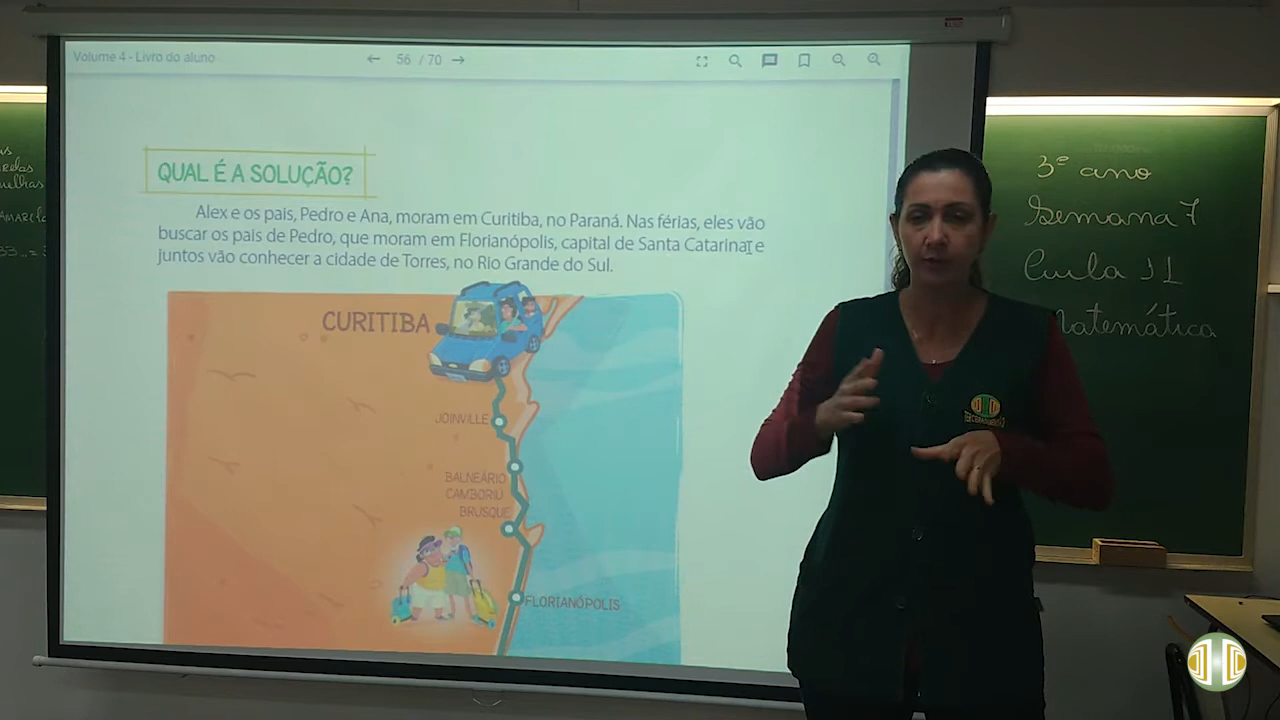 Volume 4 - Livro do aluno
56 / 70
QUAL É A SOLUÇÃO?
Alex e os pais, Pedro e Ana, moram em Curitiba, no Paraná. Nas férias, eles vão
buscar os pais de Pedro, que moram em Florianópolis, capital de Santa Catarina, e
juntos vão conhecer a cidade de Torres, no Rio Grande do Sul.
CURITIBA
JOINVILLE
BALNEÁRIO
CAMBORIÚ
BRUSQUE
FLORIANÓPOLIS
3º ano
Semana 7
Aula 11
Matemática